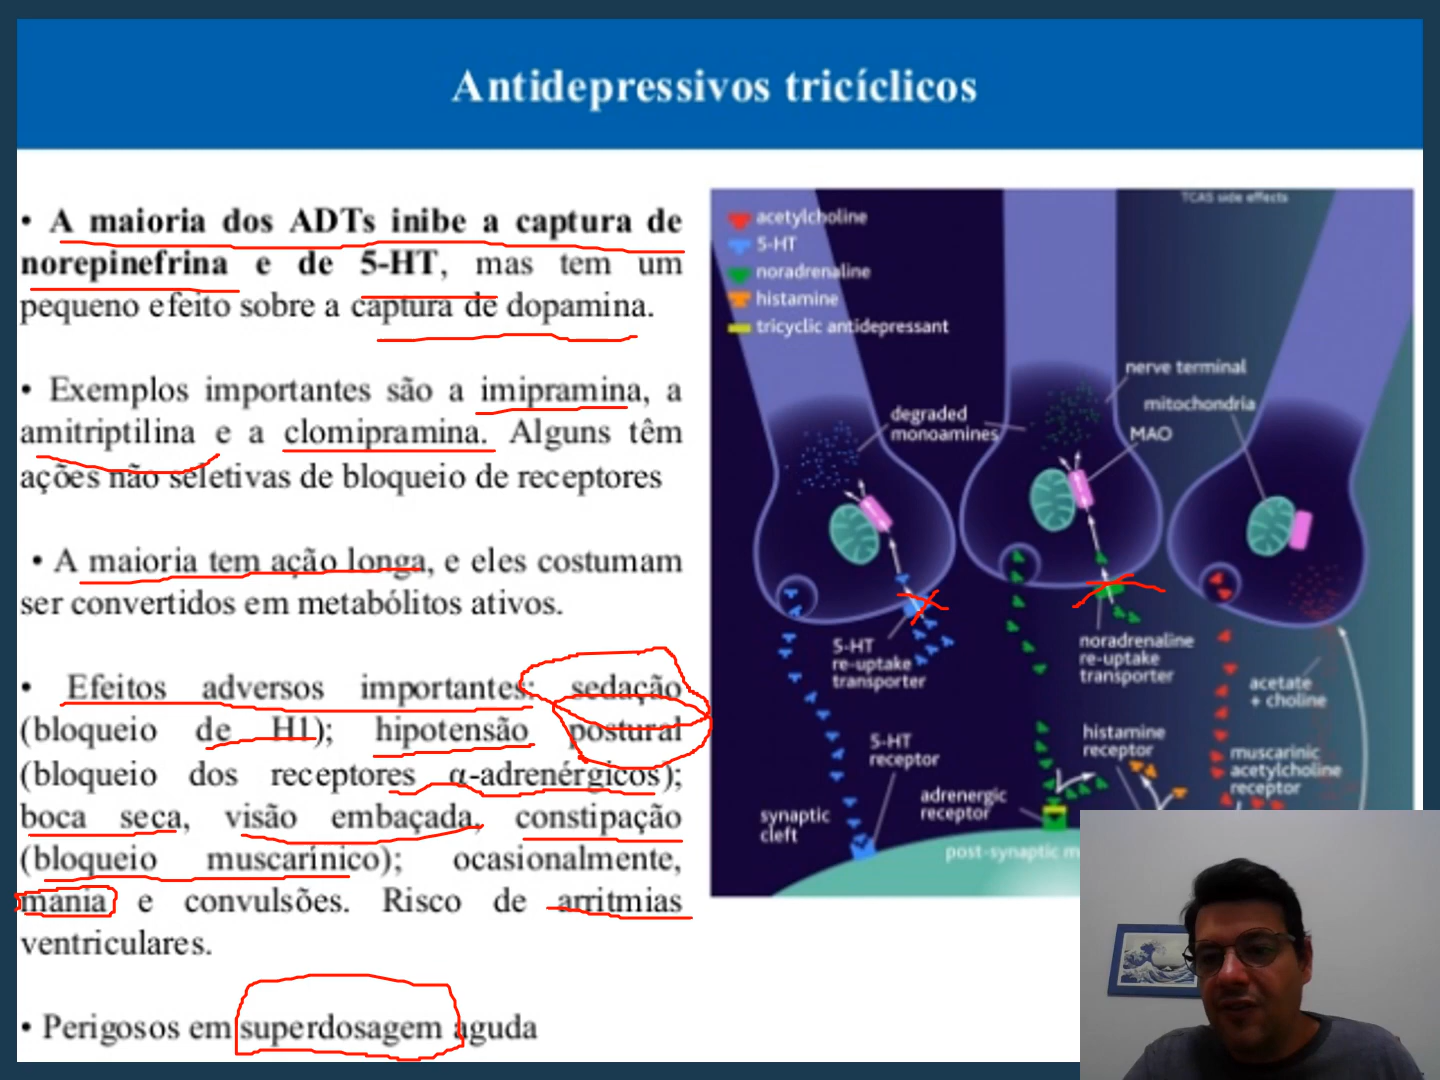 Antidepressivos tricíclicos
• A maioria dos ADTs inibe a captura de
norepinefrina e de 5-HT, mas tem um
pequeno efeito sobre a captura de dopamina.
• Exemplos importantes são a imipramina, a
amitriptilina e a clomipramina. Alguns têm
ações não seletivas de bloqueio de receptores
• A maioria tem ação longa, e eles costumam
ser convertidos em metabólitos ativos.
• Efeitos adversos importantes: sedação
(bloqueio de H1); hipotensão postural
(bloqueio dos receptores α-adrenérgicos);
boca seca, visão embaçada, constipação
(bloqueio muscarínico); ocasionalmente,
mania e convulsões. Risco de arritmias
ventriculares.
• Perigosos em superdosagem aguda
TCAS side effects
acetylcholine
5-HT
noradrenaline
histamine
tricyclic antidepressant
nerve terminal
mitochondria
MAO
degraded
monoamines
5-HT
re-uptake
transporter
noradrenaline
re-uptake
transporter
acetate
+ choline
5-HT
receptor
histamine
receptor
muscarinic
acetylcholine
receptor
adrenergic
receptor
synaptic
cleft
post-synaptic